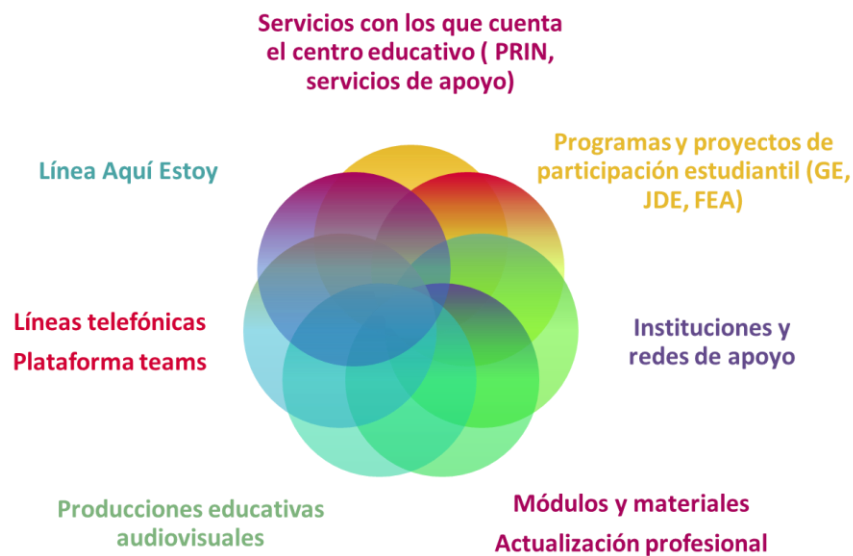 Servicios con los que cuenta
el centro educativo ( PRIN,
servicios de apoyo)
Línea Aquí Estoy
Programas y proyectos de
participación estudiantil (GE,
JDE, FEA)
Líneas telefónicas
Plataforma teams
Instituciones y
redes de apoyo
Producciones educativas
audiovisuales
Módulos y materiales
Actualización profesional